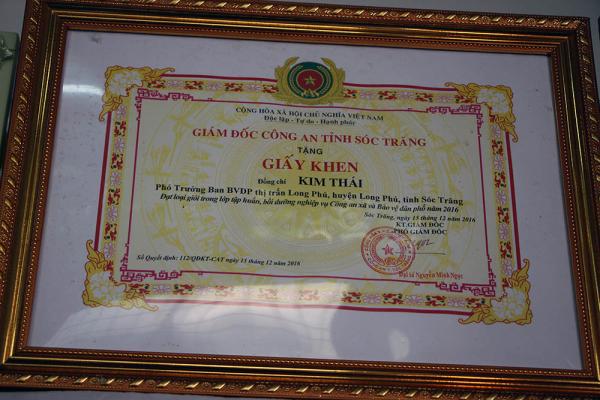 CỘNG HÒA XÃ HỘI CHỦ NGHĨA VIỆT NAM
Độc lập - Tự do - Hạnh phúc
GIÁM ĐỐC CÔNG AN TỈNH SÓC TRĂNG
TẶNG
GIẤY KHEN
Đồng chí KIM THÁI
Phó Trưởng Ban BVDP thị trấn Long Phú, huyện Long Phú, tỉnh Sóc Trăng
Đạt loại giỏi trong lớp tập huấn, bồi dưỡng nghiệp vụ Công an xã và Bảo vệ dân phố năm 2016
Sóc Trăng, ngày 15 tháng 12 năm 2016
KT.GIÁM ĐỐC
PHÓ GIÁM ĐỐC
Số Quyết định: 112/QĐKT-CAT ngày 15 tháng 12 năm 2016
Đại tá Nguyễn Minh Ngọc